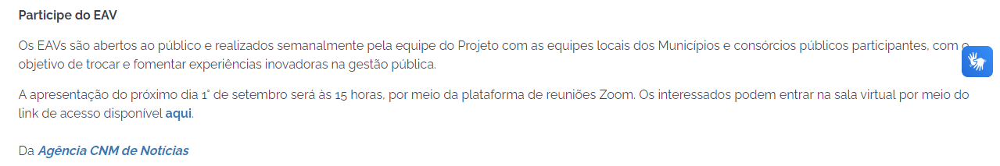 Participe do EAV
Os EAVs são abertos ao público e realizados semanalmente pela equipe do Projeto com as equipes locais dos Municípios e consórcios públicos participantes, com o
objetivo de trocar e fomentar experiências inovadoras na gestão pública.
A apresentação do próximo dia 1° de setembro será às 15 horas, por meio da plataforma de reuniões Zoom. Os interessados podem entrar na sala virtual por meio do
link de acesso disponível aqui.
Da Agência CNM de Notícias